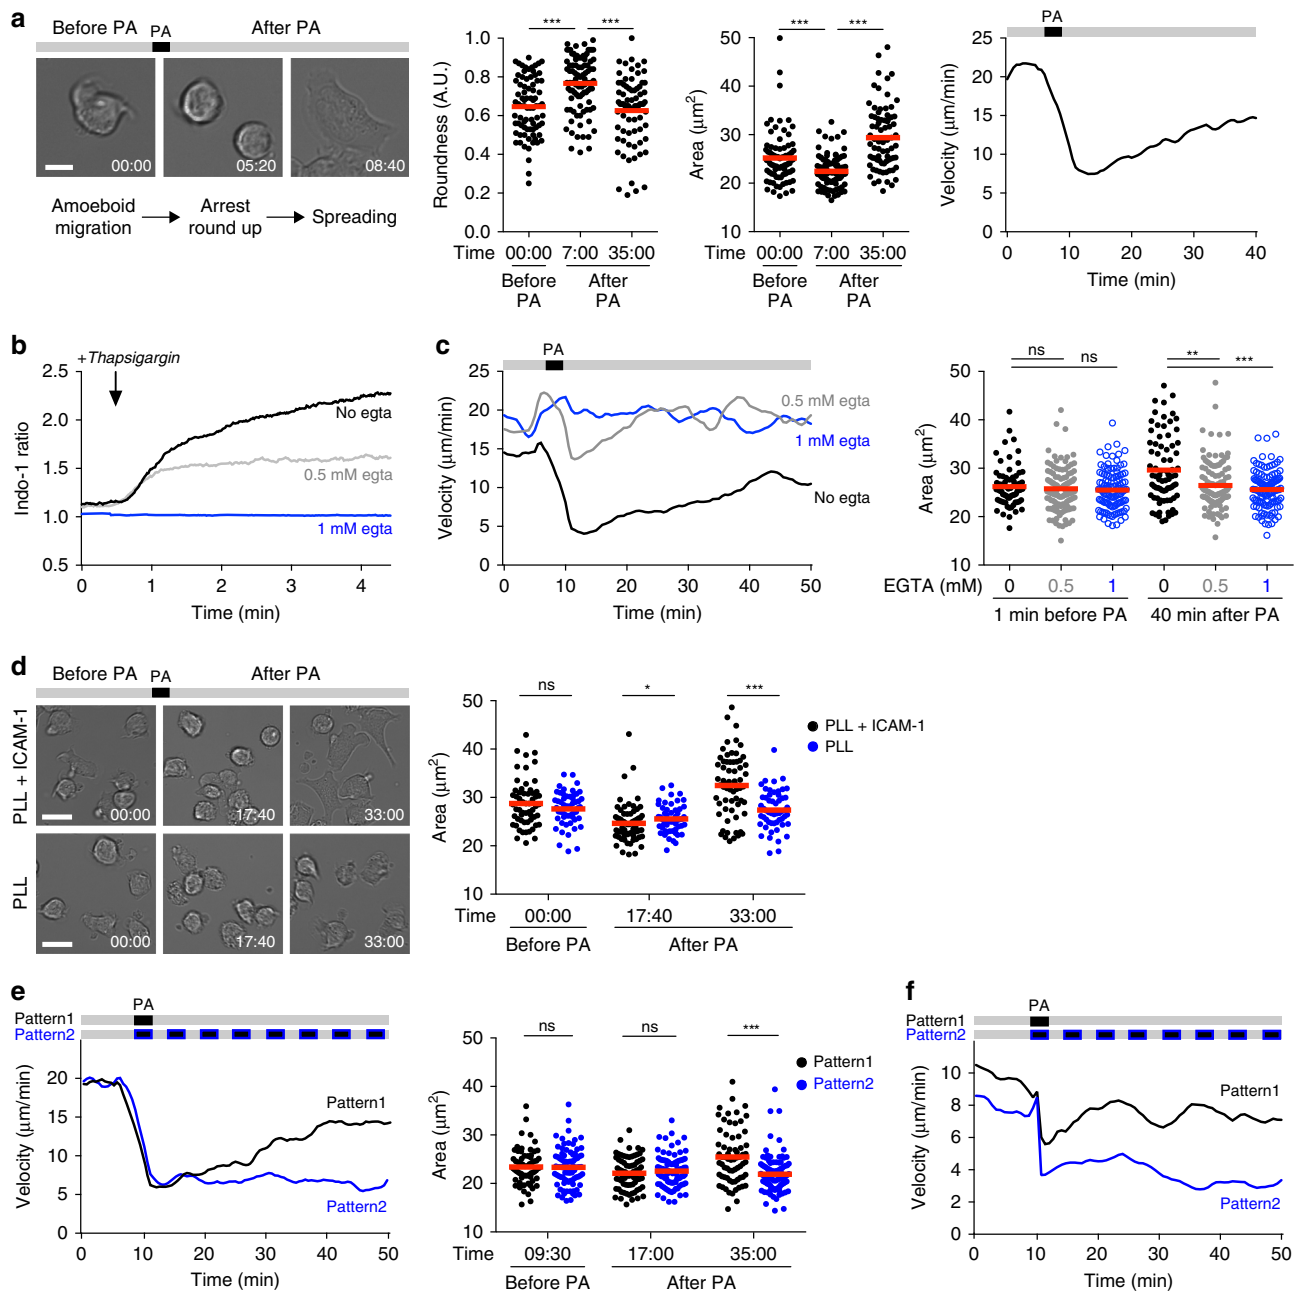 a
Before PA
PA
After PA
00:00
05:20
08:40
Amoeboid migration
Arrest round up
Spreading
*** ***
Roundness (A.U.)
1.0
0.8
0.6
0.4
0.2
0.0
Time 00:00 7:00 35:00
Before PA
After PA
*** ***
Area (μm²)
50
40
30
20
10
Time 00:00 7:00 35:00
Before PA
After PA
PA
Velocity (μm/min)
25
20
15
10
5
0
0 10 20 30 40
Time (min)
b
+Thapsigargin
Indo-1 ratio
2.5
2.0
1.5
1.0
0.5
No egta
0.5 mM egta
1 mM egta
0 1 2 3 4
Time (min)
c
PA
Velocity (μm/min)
25
20
15
10
5
0
0.5 mM egta
1 mM egta
No egta
0 10 20 30 40 50
Time (min)
ns ns ** ***
Area (μm²)
50
40
30
20
10
EGTA (mM) 0 0.5 1 0 0.5 1
1 min before PA
40 min after PA
d
Before PA
PA
After PA
PLL + ICAM-1
00:00
17:40
33:00
PLL
00:00
17:40
33:00
ns * ***
PLL + ICAM-1
PLL
Area (μm²)
50
40
30
20
10
Time 00:00 17:40 33:00
Before PA
After PA
e
PA
Pattern1
Pattern2
Velocity (μm/min)
20
15
10
5
0
Pattern1
Pattern2
0 10 20 30 40 50
Time (min)
ns ns ***
Pattern1
Pattern2
Area (μm²)
50
40
30
20
10
Time 09:30 17:00 35:00
Before PA
After PA
f
PA
Pattern1
Pattern2
Velocity (μm/min)
10
8
6
4
2
0
Pattern1
Pattern2
0 10 20 30 40 50
Time (min)